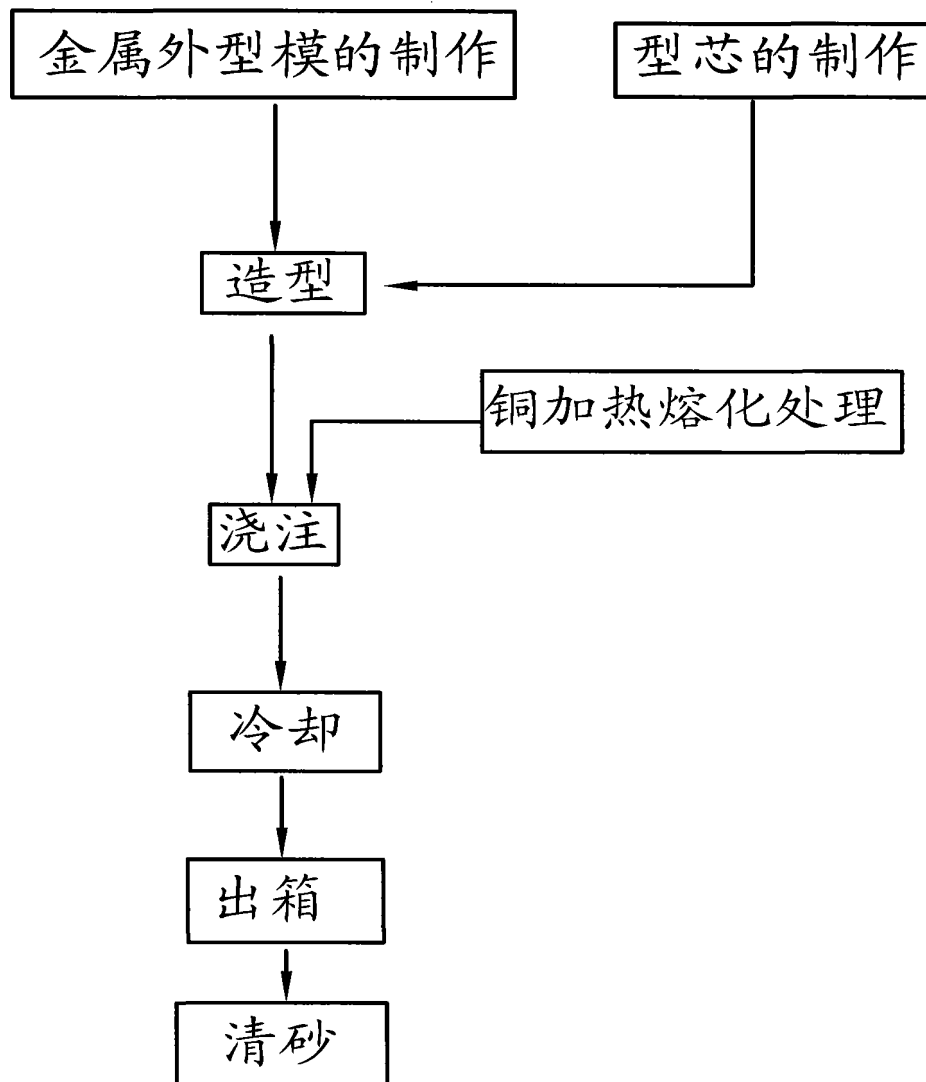 金属外型模的制作
型芯的制作
造型
铜加热熔化处理
浇注
冷却
出箱
清砂